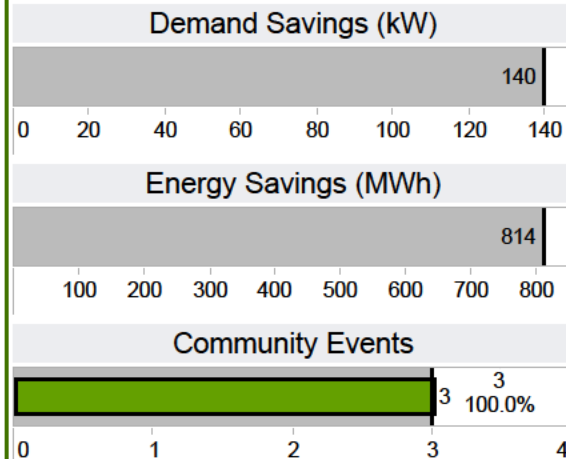 Demand Savings (kW)
140
0 20 40 60 80 100 120 140
Energy Savings (MWh)
814
100 200 300 400 500 600 700 800
Community Events
3 3
100.0%
0 1 2 3 4